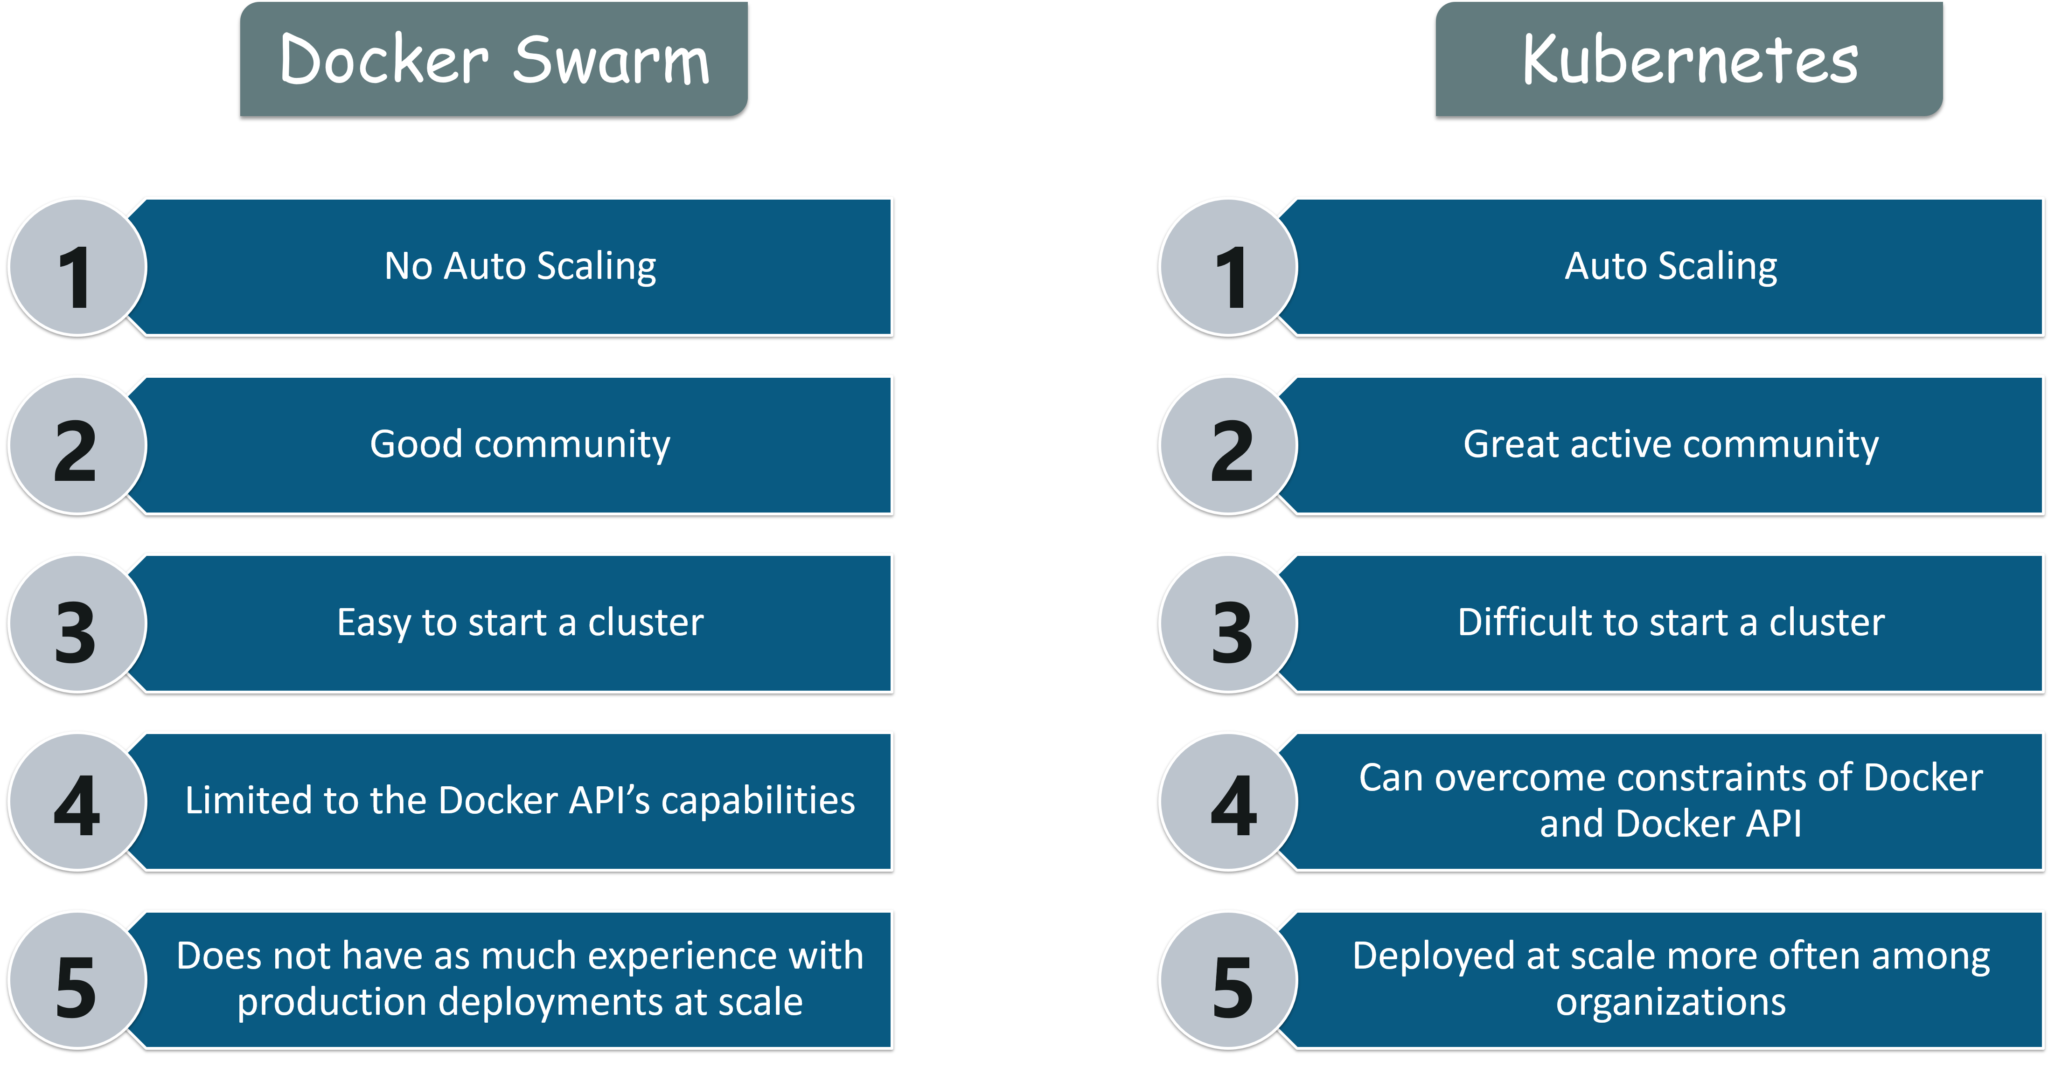 Docker Swarm
1
No Auto Scaling
2
Good community
3
Easy to start a cluster
4
Limited to the Docker API’s capabilities
5
Does not have as much experience with
production deployments at scale
Kubernetes
1
Auto Scaling
2
Great active community
3
Difficult to start a cluster
4
Can overcome constraints of Docker
and Docker API
5
Deployed at scale more often among
organizations